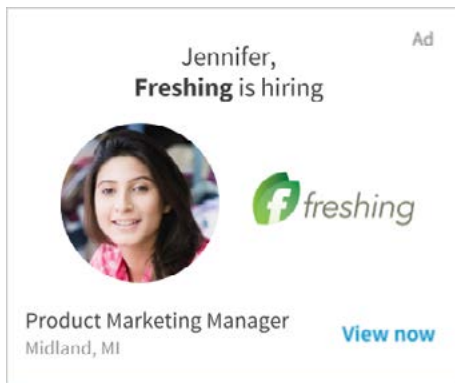 Ad
Jennifer,
Freshing is hiring
f freshing
Product Marketing Manager
Midland, MI
View now